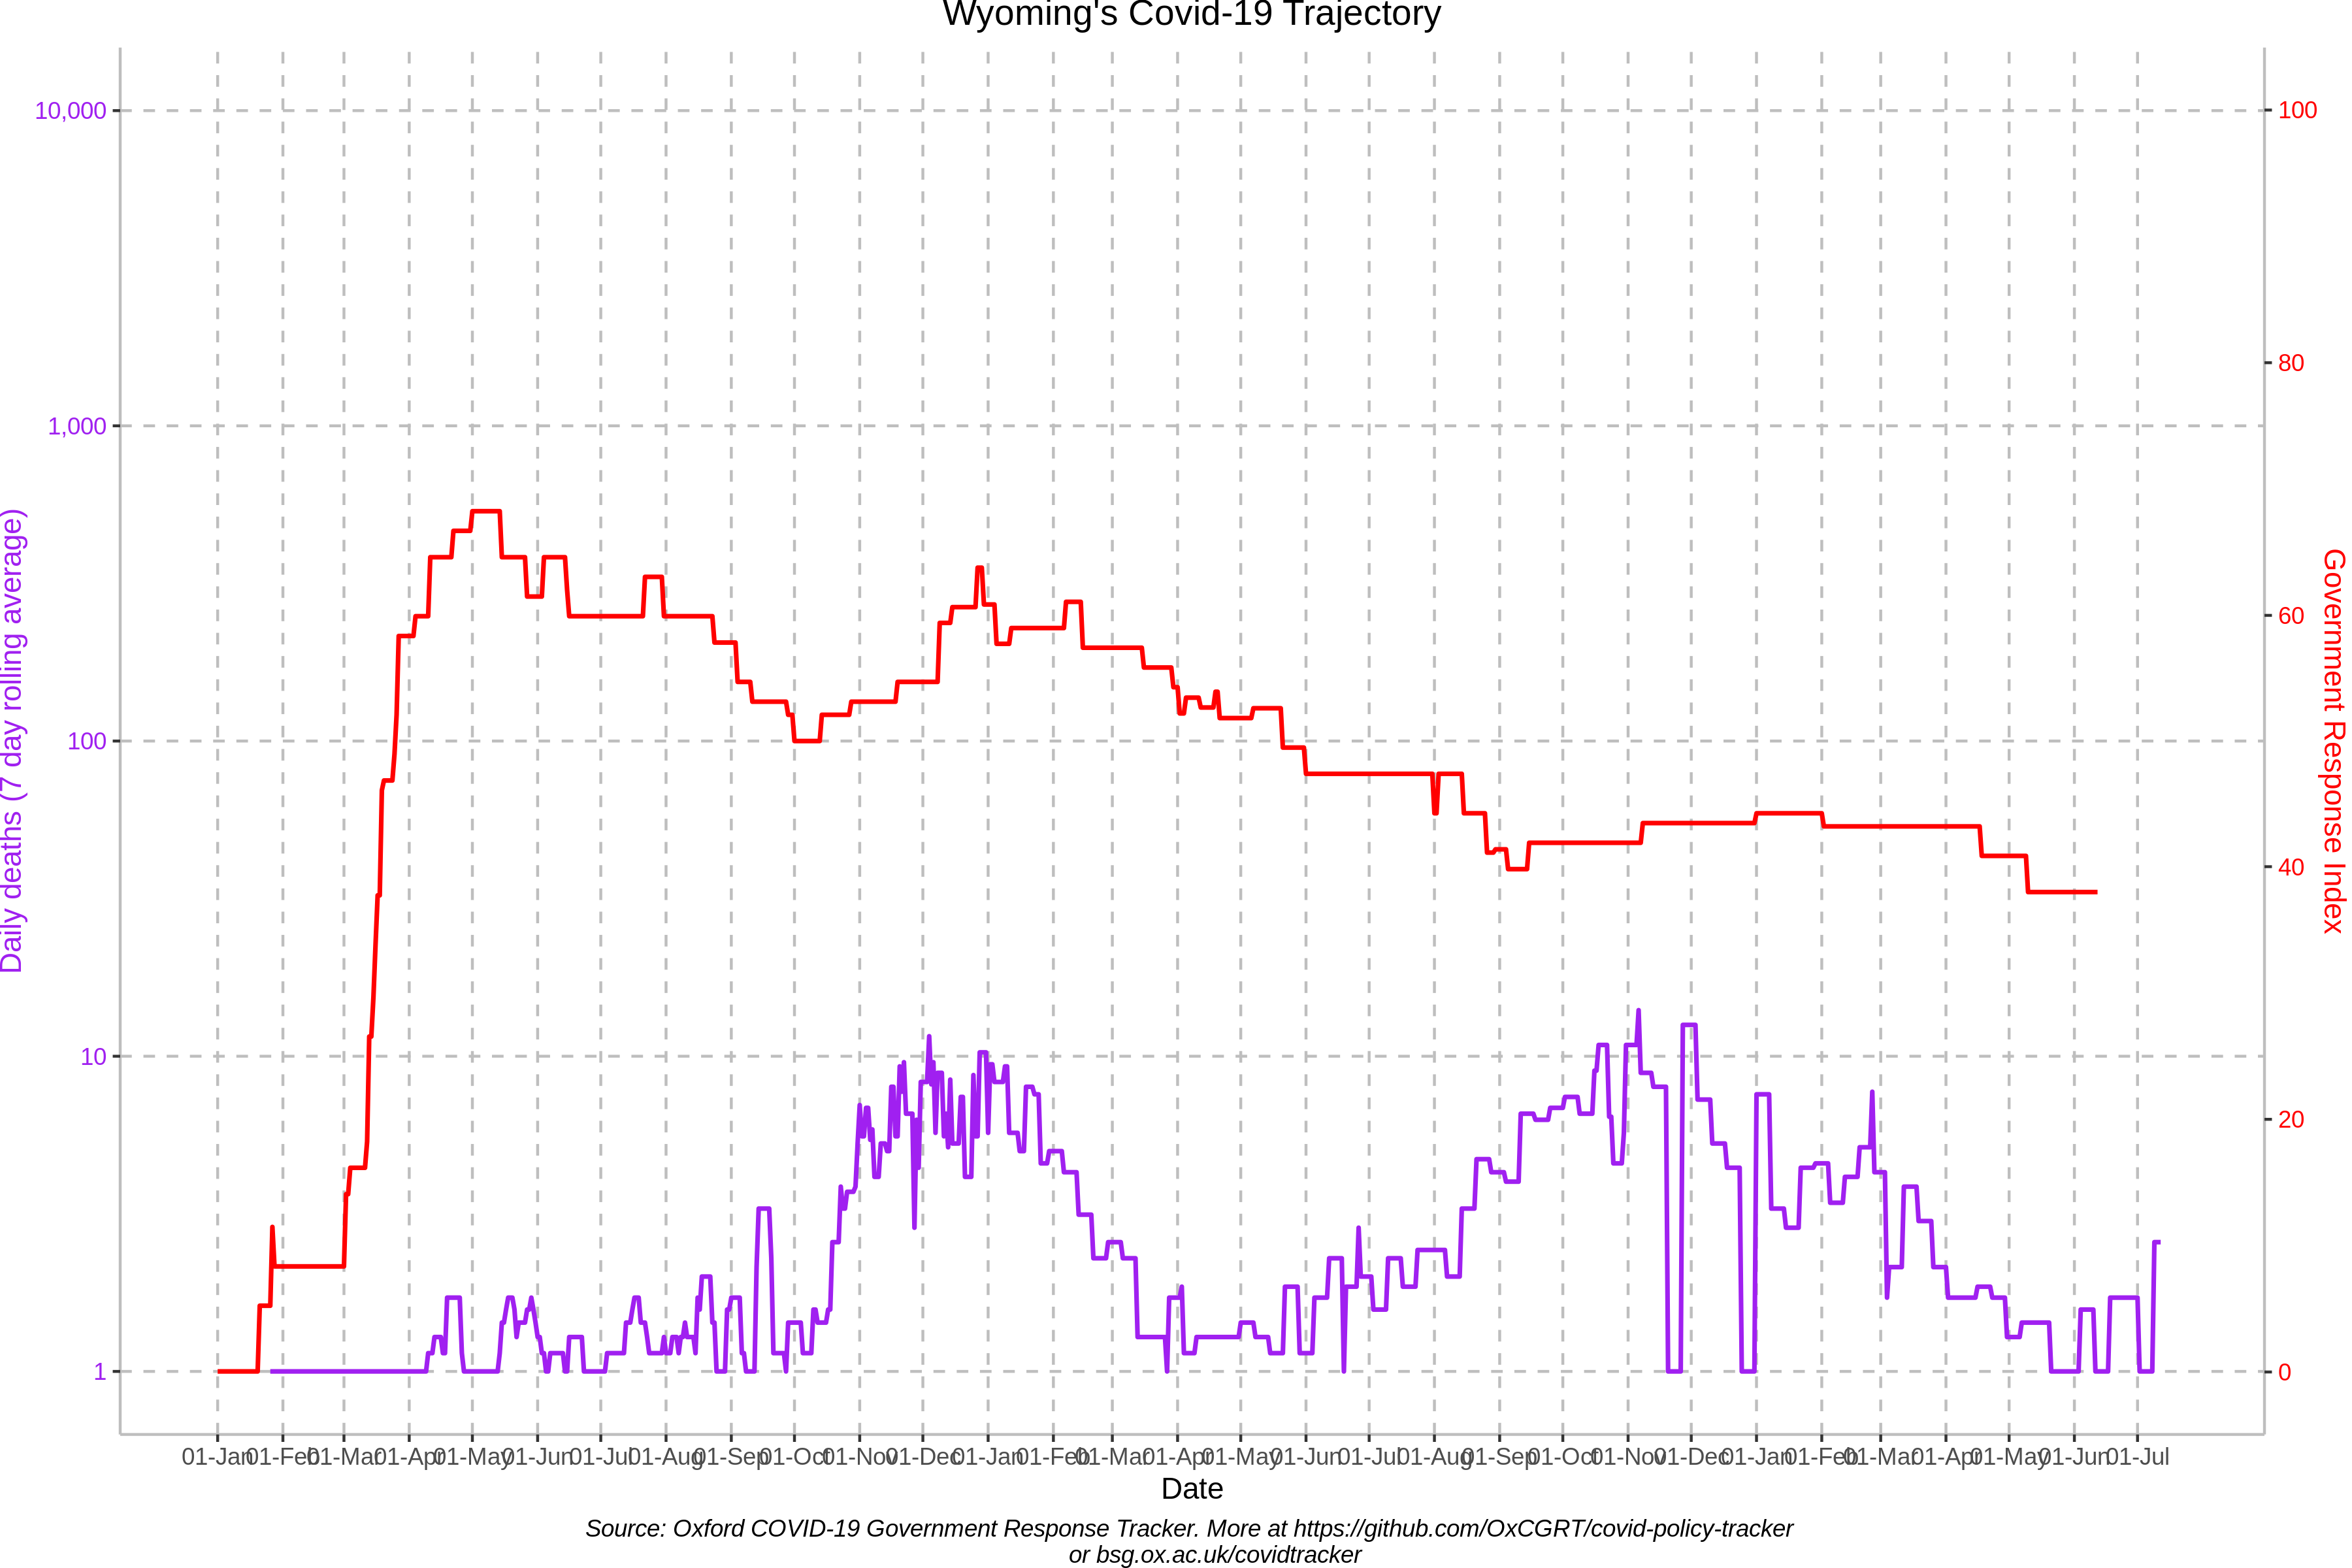 Wyoming's Covid-19 Trajectory
10,000
1,000
100
10
1
Daily deaths (7 day rolling average)
100
80
60
40
20
0
Government Response Index
01-Jan 01-Feb 01-Mar 01-Apr 01-May 01-Jun 01-Jul 01-Aug 01-Sep 01-Oct 01-Nov 01-Dec 01-Jan 01-Feb 01-Mar 01-Apr 01-May 01-Jun 01-Jul 01-Aug 01-Sep 01-Oct 01-Nov 01-Dec 01-Jan 01-Feb 01-Mar 01-Apr 01-May 01-Jun 01-Jul
Date
Source: Oxford COVID-19 Government Response Tracker. More at https://github.com/OxCGRT/covid-policy-tracker
or bsg.ox.ac.uk/covidtracker